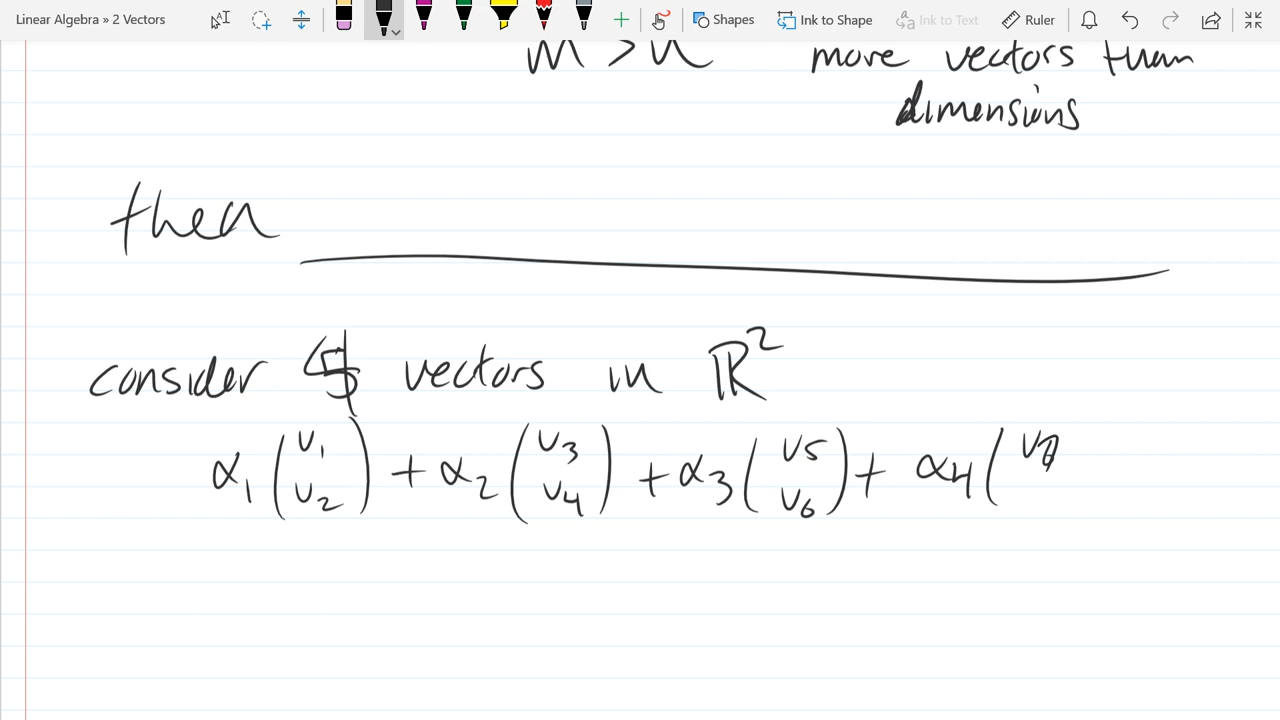 Linear Algebra » 2 Vectors Shapes Ink to Shape Ink to Text Ruler
m > n more vectors than
dimensions
then
consider vectors in ℝ²
α₁ (v₁ v₂) + α₂ (v₃ v₄) + α₃ (v₅ v₆) + α₄ (v